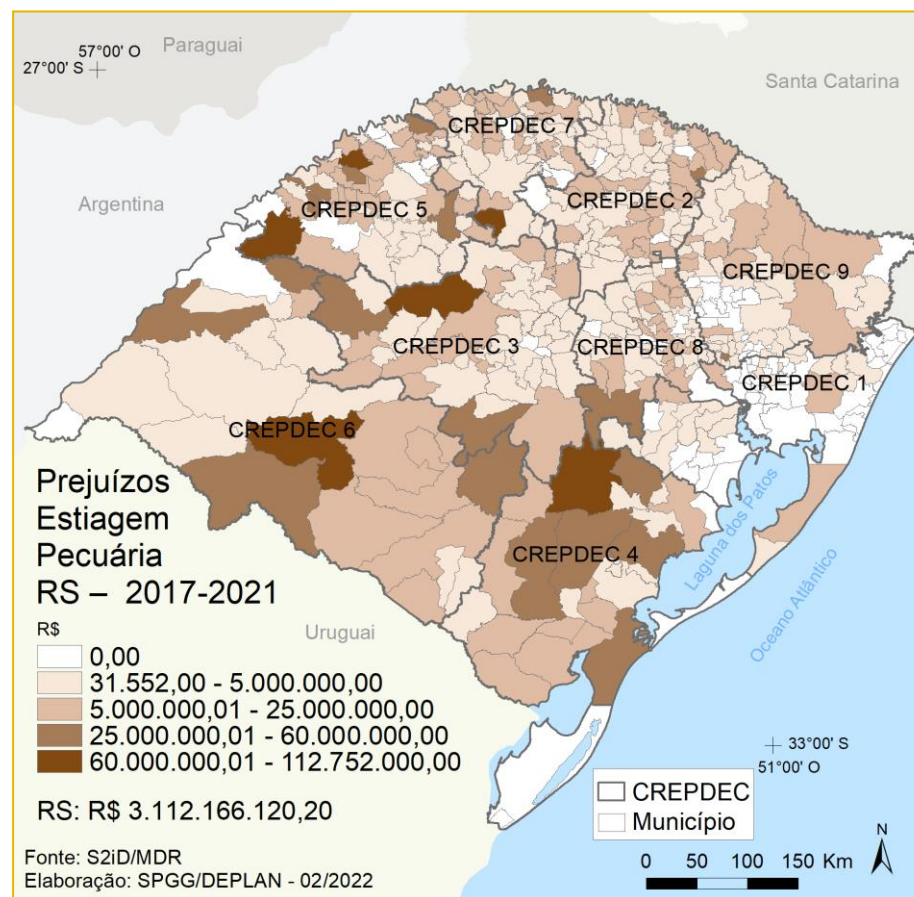 Paraguai
57°00' O
27°00' S
Santa Catarina
Argentina
CREPDEC 7
CREPDEC 2
CREPDEC 5
CREPDEC 9
CREPDEC 3
CREPDEC 8
CREPDEC 1
CREPDEC 6
CREPDEC 4
Laguna dos Patos
Oceano Atlântico
Uruguai
Prejuízos
Estiagem
Pecuária
RS – 2017-2021
R$
0,00
31.552,00 - 5.000.000,00
5.000.000,01 - 25.000.000,00
25.000.000,01 - 60.000.000,00
60.000.000,01 - 112.752.000,00
RS: R$ 3.112.166.120,20
33°00' S
51°00' O
CREPDEC
Município
N
0 50 100 150 Km
Fonte: S2iD/MDR
Elaboração: SPGG/DEPLAN - 02/2022